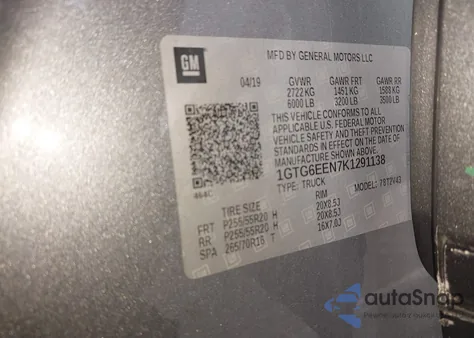 GM
MFD BY GENERAL MOTORS LLC
04/19 GVWR GAWR FRT GAWR RR
2722 KG 1451 KG 1588 KG
6000 LB 3200 LB 3500 LB
THIS VEHICLE CONFORMS TO ALL
APPLICABLE U.S. FEDERAL MOTOR
VEHICLE SAFETY AND THEFT PREVENTION
STANDARDS IN EFFECT ON THE DATE OF
MANUFACTURE SHOWN ABOVE.
1GTG6EEN7K1291138
TYPE: TRUCK MODEL:
TIRE SIZE RIM
FRT P255/55R20 H 20X8.5J
RR P255/55R20 H 20X8.5J
SPA 265/70R16 T 16X7.0J
autaSnap